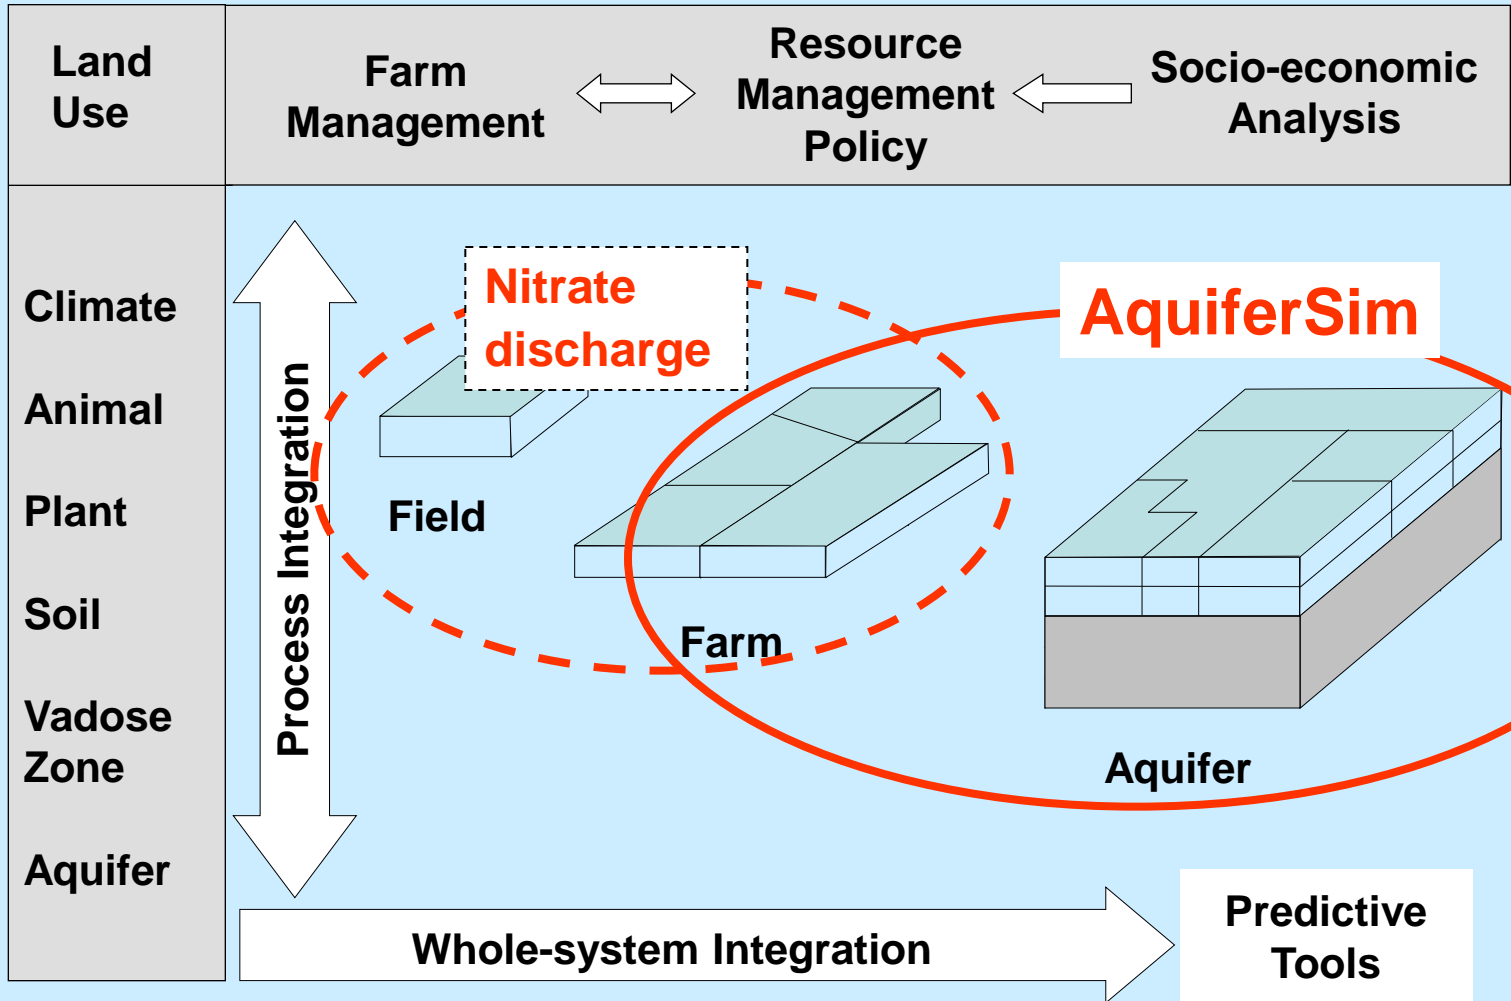 Land
Use
Farm
Management
Resource
Management
Policy
Socio-economic
Analysis
Climate
Animal
Plant
Soil
Vadose
Zone
Aquifer
Process Integration
Nitrate
discharge
AquiferSim
Field
Farm
Aquifer
Whole-system Integration
Predictive
Tools